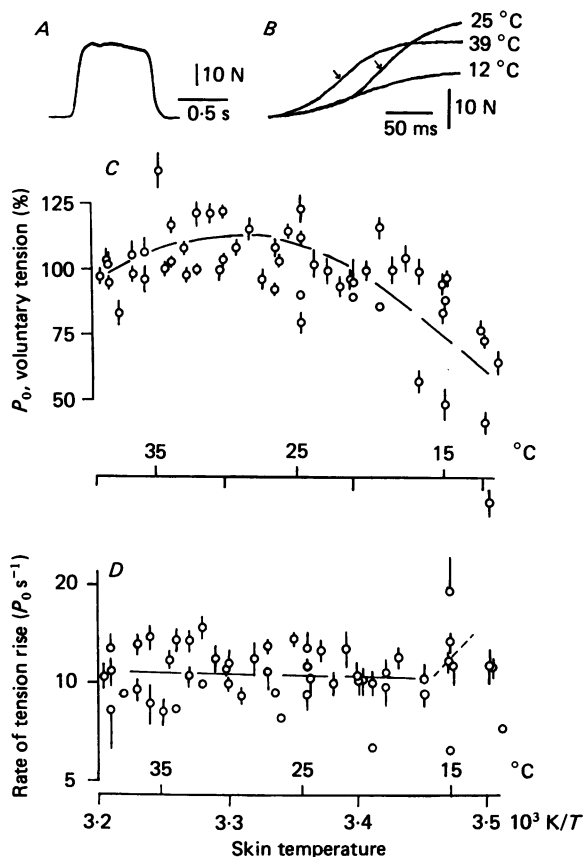 A
10 N
0·5 s
B
25 °C
39 °C
12 °C
50 ms
10 N
C
P₀, voluntary tension (%)
125
100
75
50
35 25 15 °C
D
Rate of tension rise (P₀ s⁻¹)
20
10
5
35 25 15 °C
3·2 3·3 3·4 3·5 10³ K/T
Skin temperature